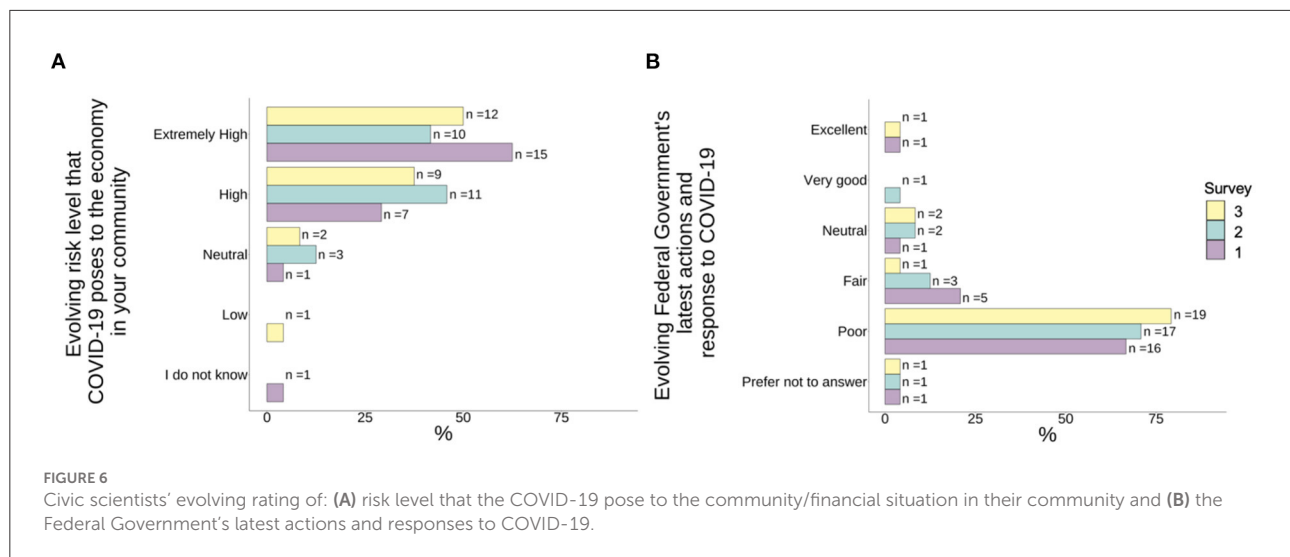 A
Evolving risk level that
COVID-19 poses to the economy
in your community
Extremely High
n =12
n =10
n =15
High
n =9
n =11
n =7
Neutral
n =2
n =3
n =1
Low
n =1
I do not know
n =1
0 25 50 75
%
B
Evolving Federal Government's
latest actions and
response to COVID-19
Excellent
n =1
n =1
Very good
n =1
Neutral
n =2
n =2
n =1
Fair
n =1
n =3
n =5
Poor
n =19
n =17
n =16
Prefer not to answer
n =1
n =1
n =1
0 25 50 75
%
Survey
3
2
1
FIGURE 6
Civic scientists' evolving rating of: (A) risk level that the COVID-19 pose to the community/financial situation in their community and (B) the
Federal Government's latest actions and responses to COVID-19.